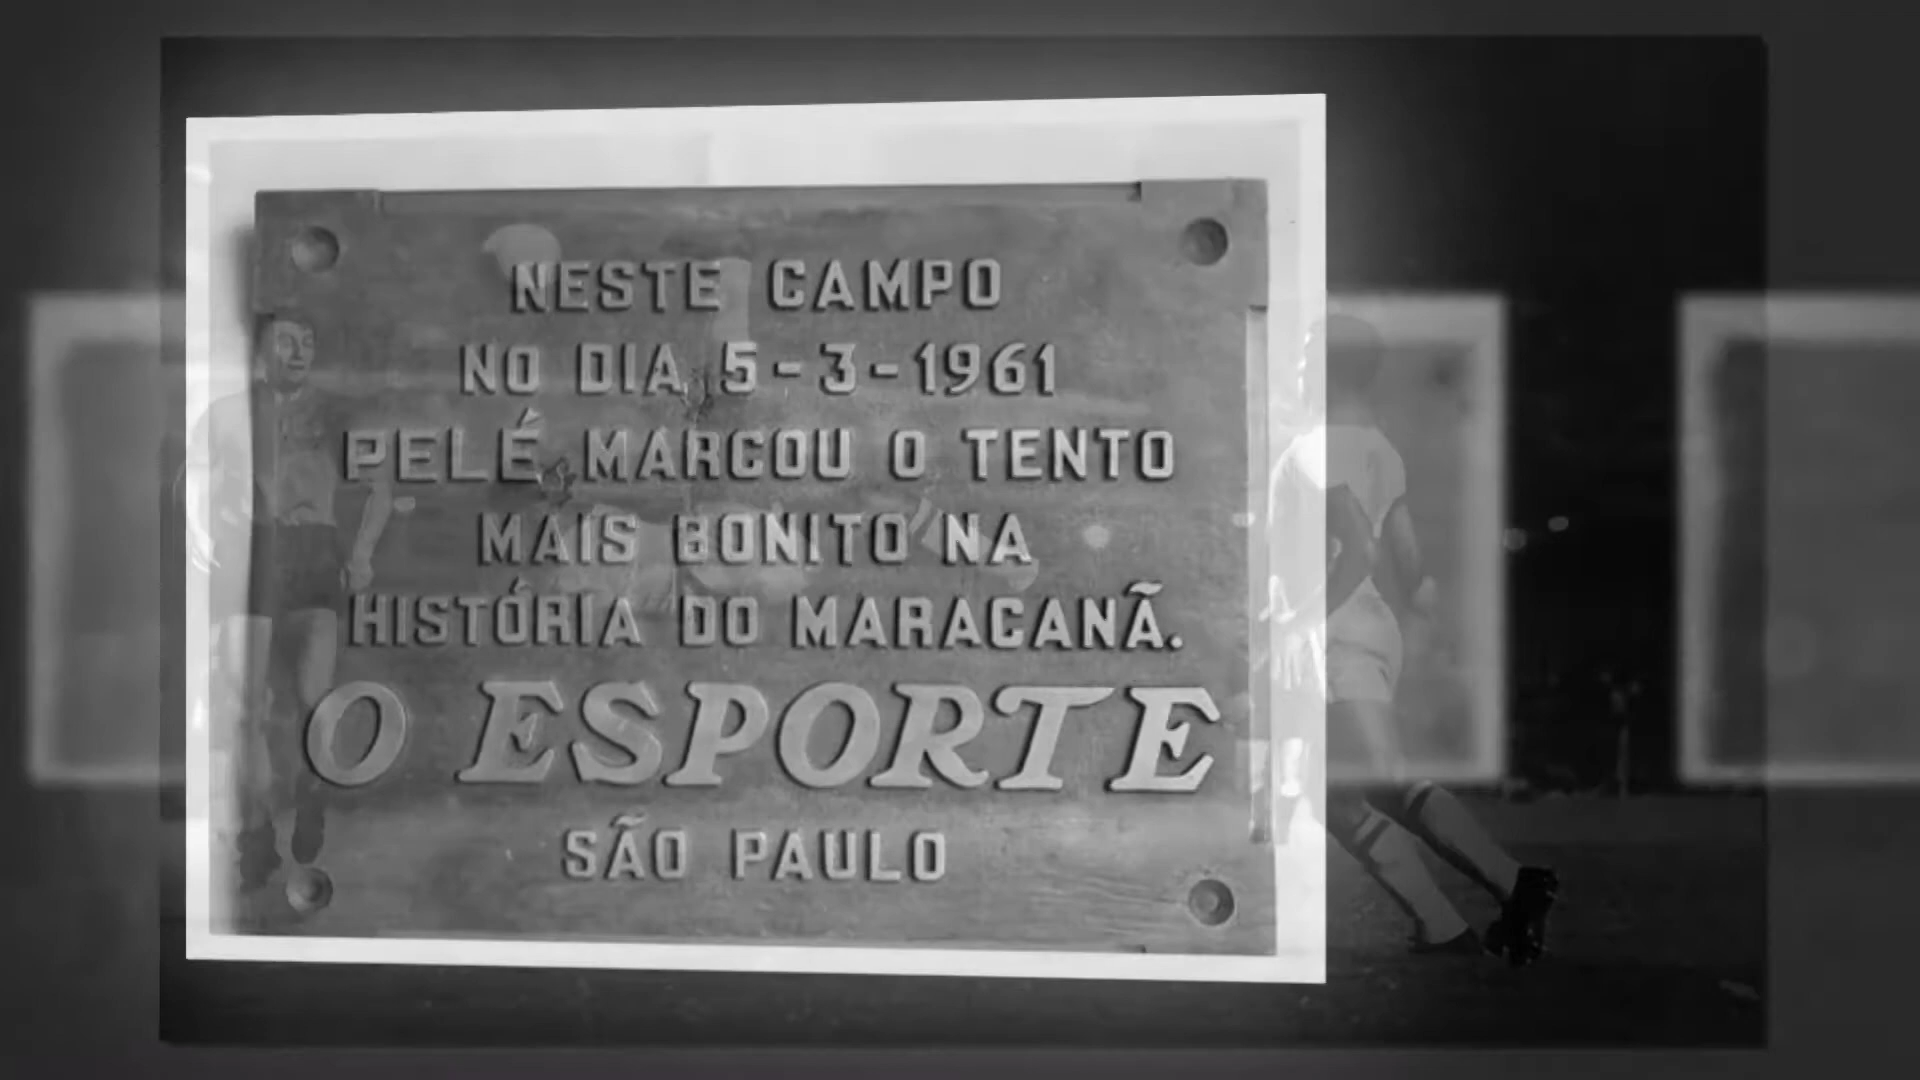 NESTE CAMPO
NO DIA 5-3-1961
PELÉ MARCOU O TENTO
MAIS BONITO NA
HISTÓRIA DO MARACANÃ.
O ESPORTE
SÃO PAULO